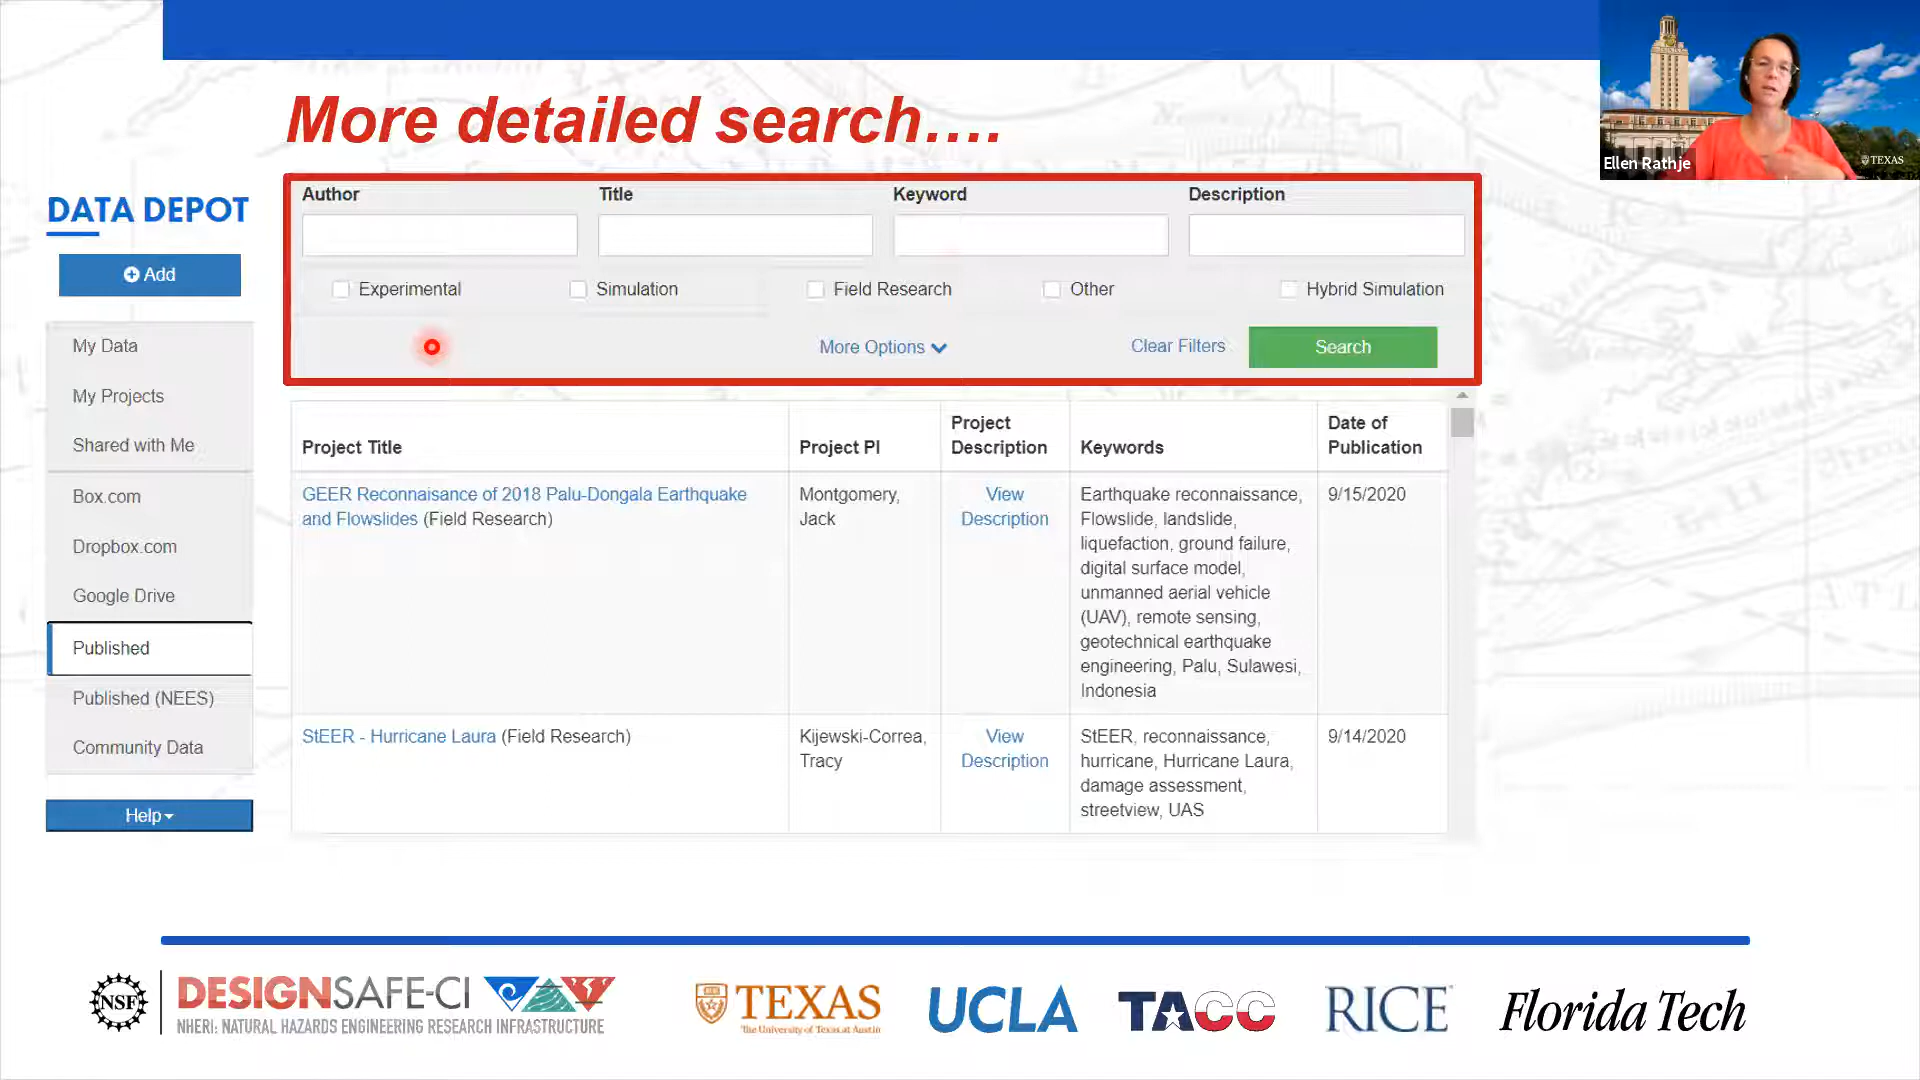 More detailed search....
Ellen Rathje
TEXAS
DATA DEPOT
Add
My Data
My Projects
Shared with Me
Box.com
Dropbox.com
Google Drive
Published
Published (NEES)
Community Data
Help
Author Title Keyword Description
Experimental Simulation Field Research Other Hybrid Simulation
More Options Clear Filters Search
Project Title Project PI Project Description Keywords Date of Publication
GEER Reconnaisance of 2018 Palu-Dongala Earthquake
and Flowslides (Field Research)
Montgomery,
Jack
View
Description
Earthquake reconnaissance,
Flowslide, landslide,
liquefaction, ground failure,
digital surface model,
unmanned aerial vehicle
(UAV), remote sensing,
geotechnical earthquake
engineering, Palu, Sulawesi,
Indonesia
9/15/2020
StEER - Hurricane Laura (Field Research)
Kijewski-Correa,
Tracy
View
Description
StEER, reconnaissance,
hurricane, Hurricane Laura,
damage assessment,
streetview, UAS
9/14/2020
NSF
DESIGNSAFE-CI
NHERI: NATURAL HAZARDS ENGINEERING RESEARCH INFRASTRUCTURE
TEXAS
The University of Texas at Austin
UCLA
TACC
RICE
Florida Tech